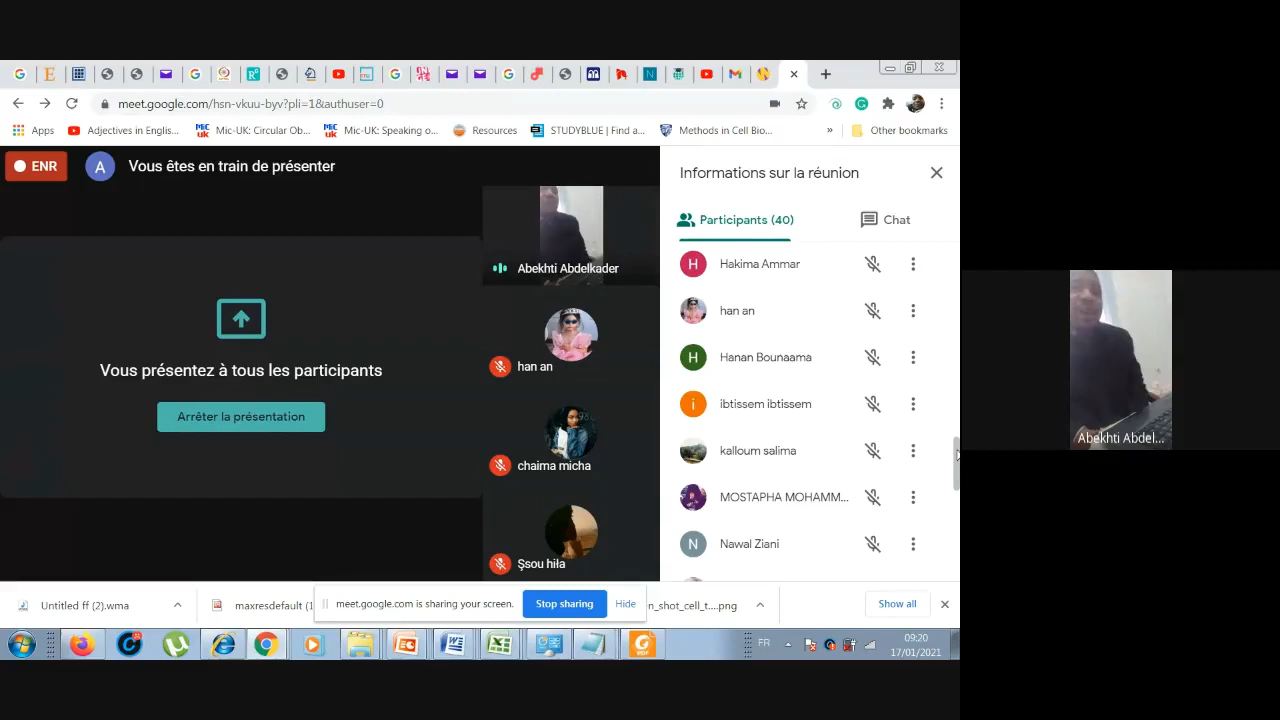 meet.google.com/hsn-vkuu-byv?pli=1&authuser=0
Apps
Adjectives in Englis...
Mic-UK: Circular Ob...
Mic-UK: Speaking o...
Resources
STUDYBLUE | Find a...
Methods in Cell Bio...
»
Other bookmarks
ENR
A
Vous êtes en train de présenter
Vous présentez à tous les participants
Arrêter la présentation
Abekhti Abdelkader
han an
chaima micha
Şsou hiła
Informations sur la réunion
Participants (40)
Chat
H
Hakima Ammar
han an
H
Hanan Bounaama
i
ibtissem ibtissem
kalloum salima
MOSTAPHA MOHAMM...
N
Nawal Ziani
Abekhti Abdel...
Untitled ff (2).wma
maxresdefault (1
meet.google.com is sharing your screen.
Stop sharing
Hide
n_shot_cell_t....png
Show all
FR
09:20
17/01/2021